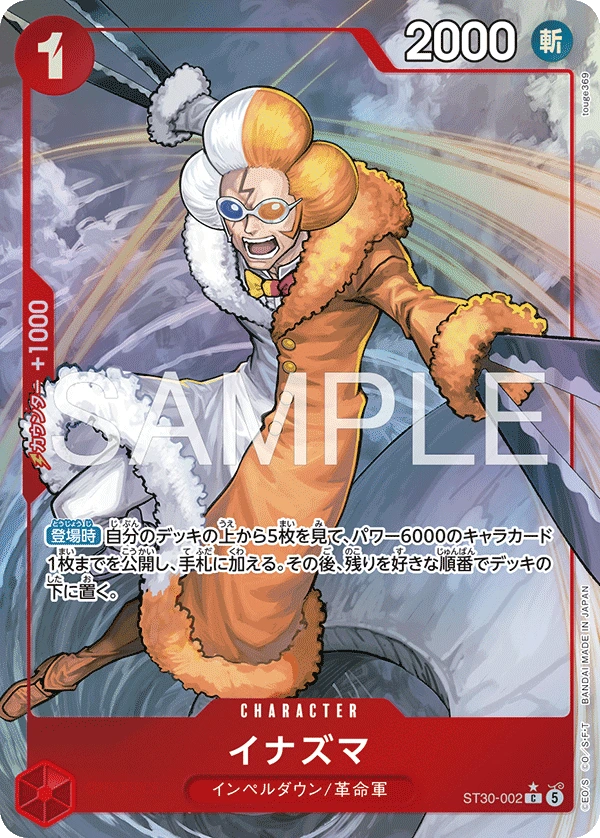 1
2000
斬
touge369
カウンター +1000
SAMPLE
登場時 自分のデッキの上から5枚を見て、パワー6000のキャラカード
1枚までを公開し、手札に加える。その後、残りを好きな順番でデッキの
下に置く。
CHARACTER
イナズマ
インペルダウン/革命軍
ST30-002 C 5
©E.O/S. ©O/S・F・T BANDAI MADE IN JAPAN